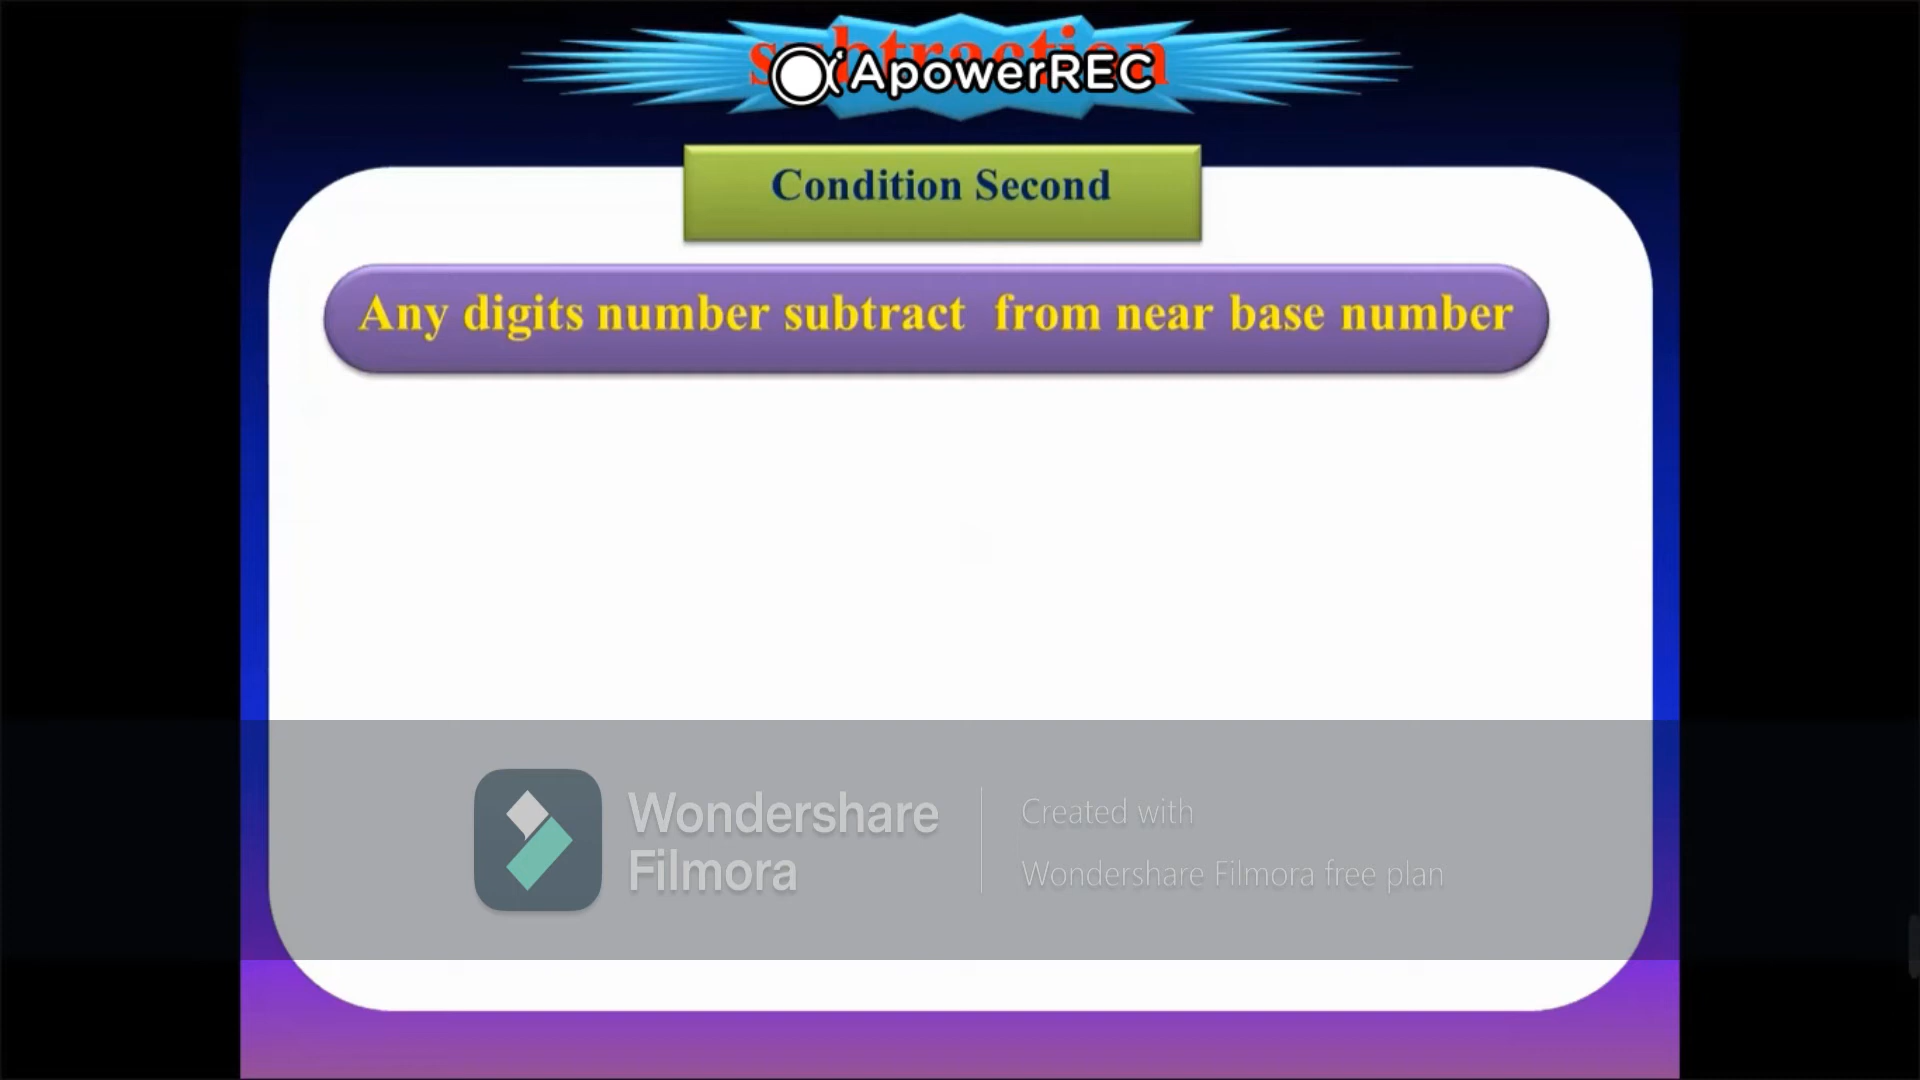 subtraction
ApowerREC
Condition Second
Any digits number subtract from near base number
Wondershare
Filmora
Created with
Wondershare Filmora free plan